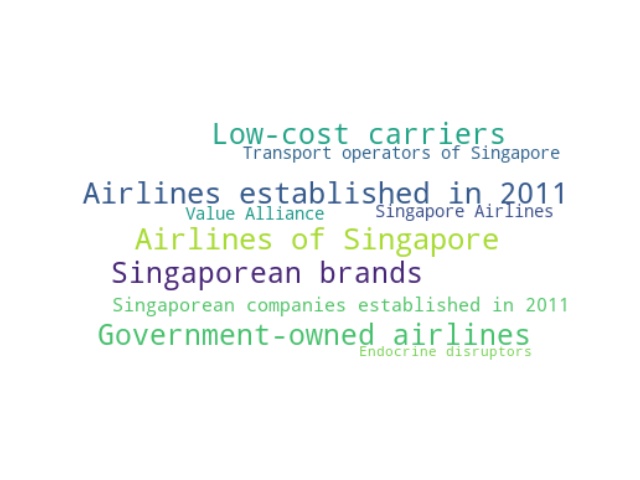 Low-cost carriers
Transport operators of Singapore
Airlines established in 2011
Value Alliance
Singapore Airlines
Airlines of Singapore
Singaporean brands
Singaporean companies established in 2011
Government-owned airlines
Endocrine disruptors